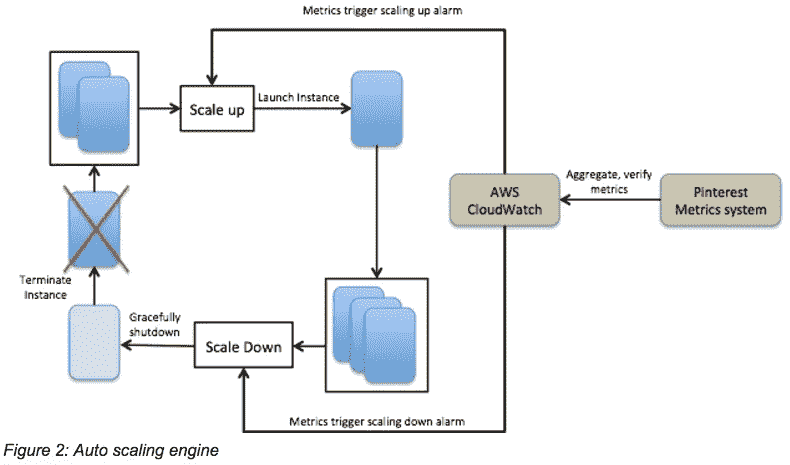 Metrics trigger scaling up alarm
Scale up
Launch Instance
AWS
CloudWatch
Aggregate, verify
metrics
Pinterest
Metrics system
Terminate
Instance
Gracefully
shutdown
Scale Down
Metrics trigger scaling down alarm
Figure 2: Auto scaling engine